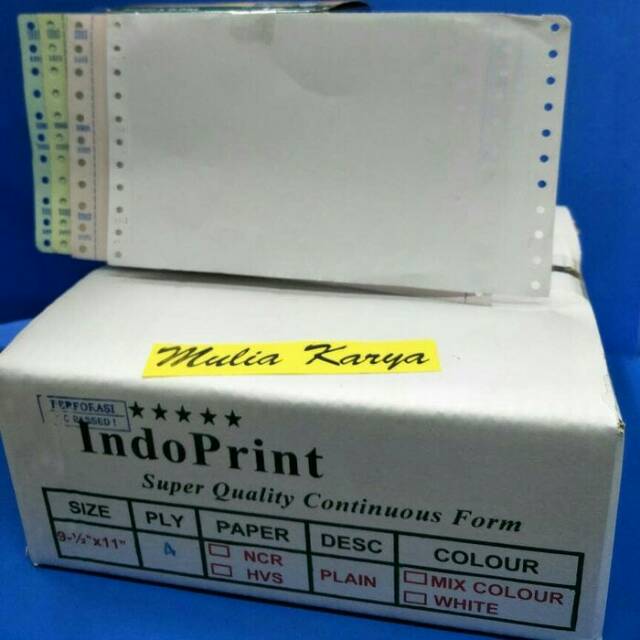 Mulia Karya
PERFORASI
★★★★★
IndoPrint
Super Quality Continuous Form
SIZE PLY PAPER DESC COLOUR
9-½"x11" 4 NCR PLAIN MIX COLOUR
HVS WHITE